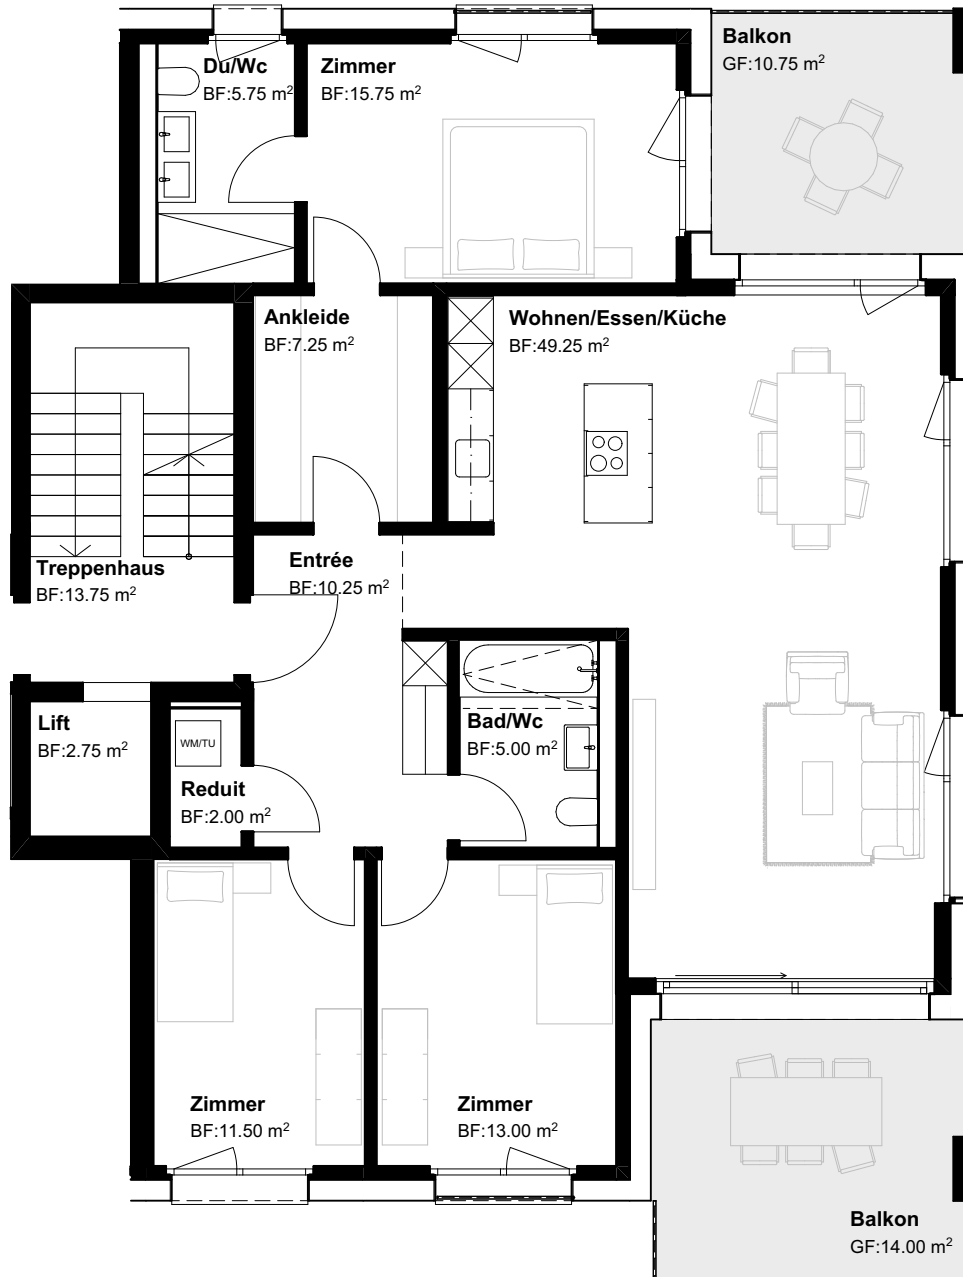 Balkon
GF:10.75 m²
Du/Wc
BF:5.75 m²
Zimmer
BF:15.75 m²
Ankleide
BF:7.25 m²
Wohnen/Essen/Küche
BF:49.25 m²
Treppenhaus
BF:13.75 m²
Entrée
BF:10.25 m²
Lift
BF:2.75 m²
WM/TU
Reduit
BF:2.00 m²
Bad/Wc
BF:5.00 m²
Zimmer
BF:11.50 m²
Zimmer
BF:13.00 m²
Balkon
GF:14.00 m²